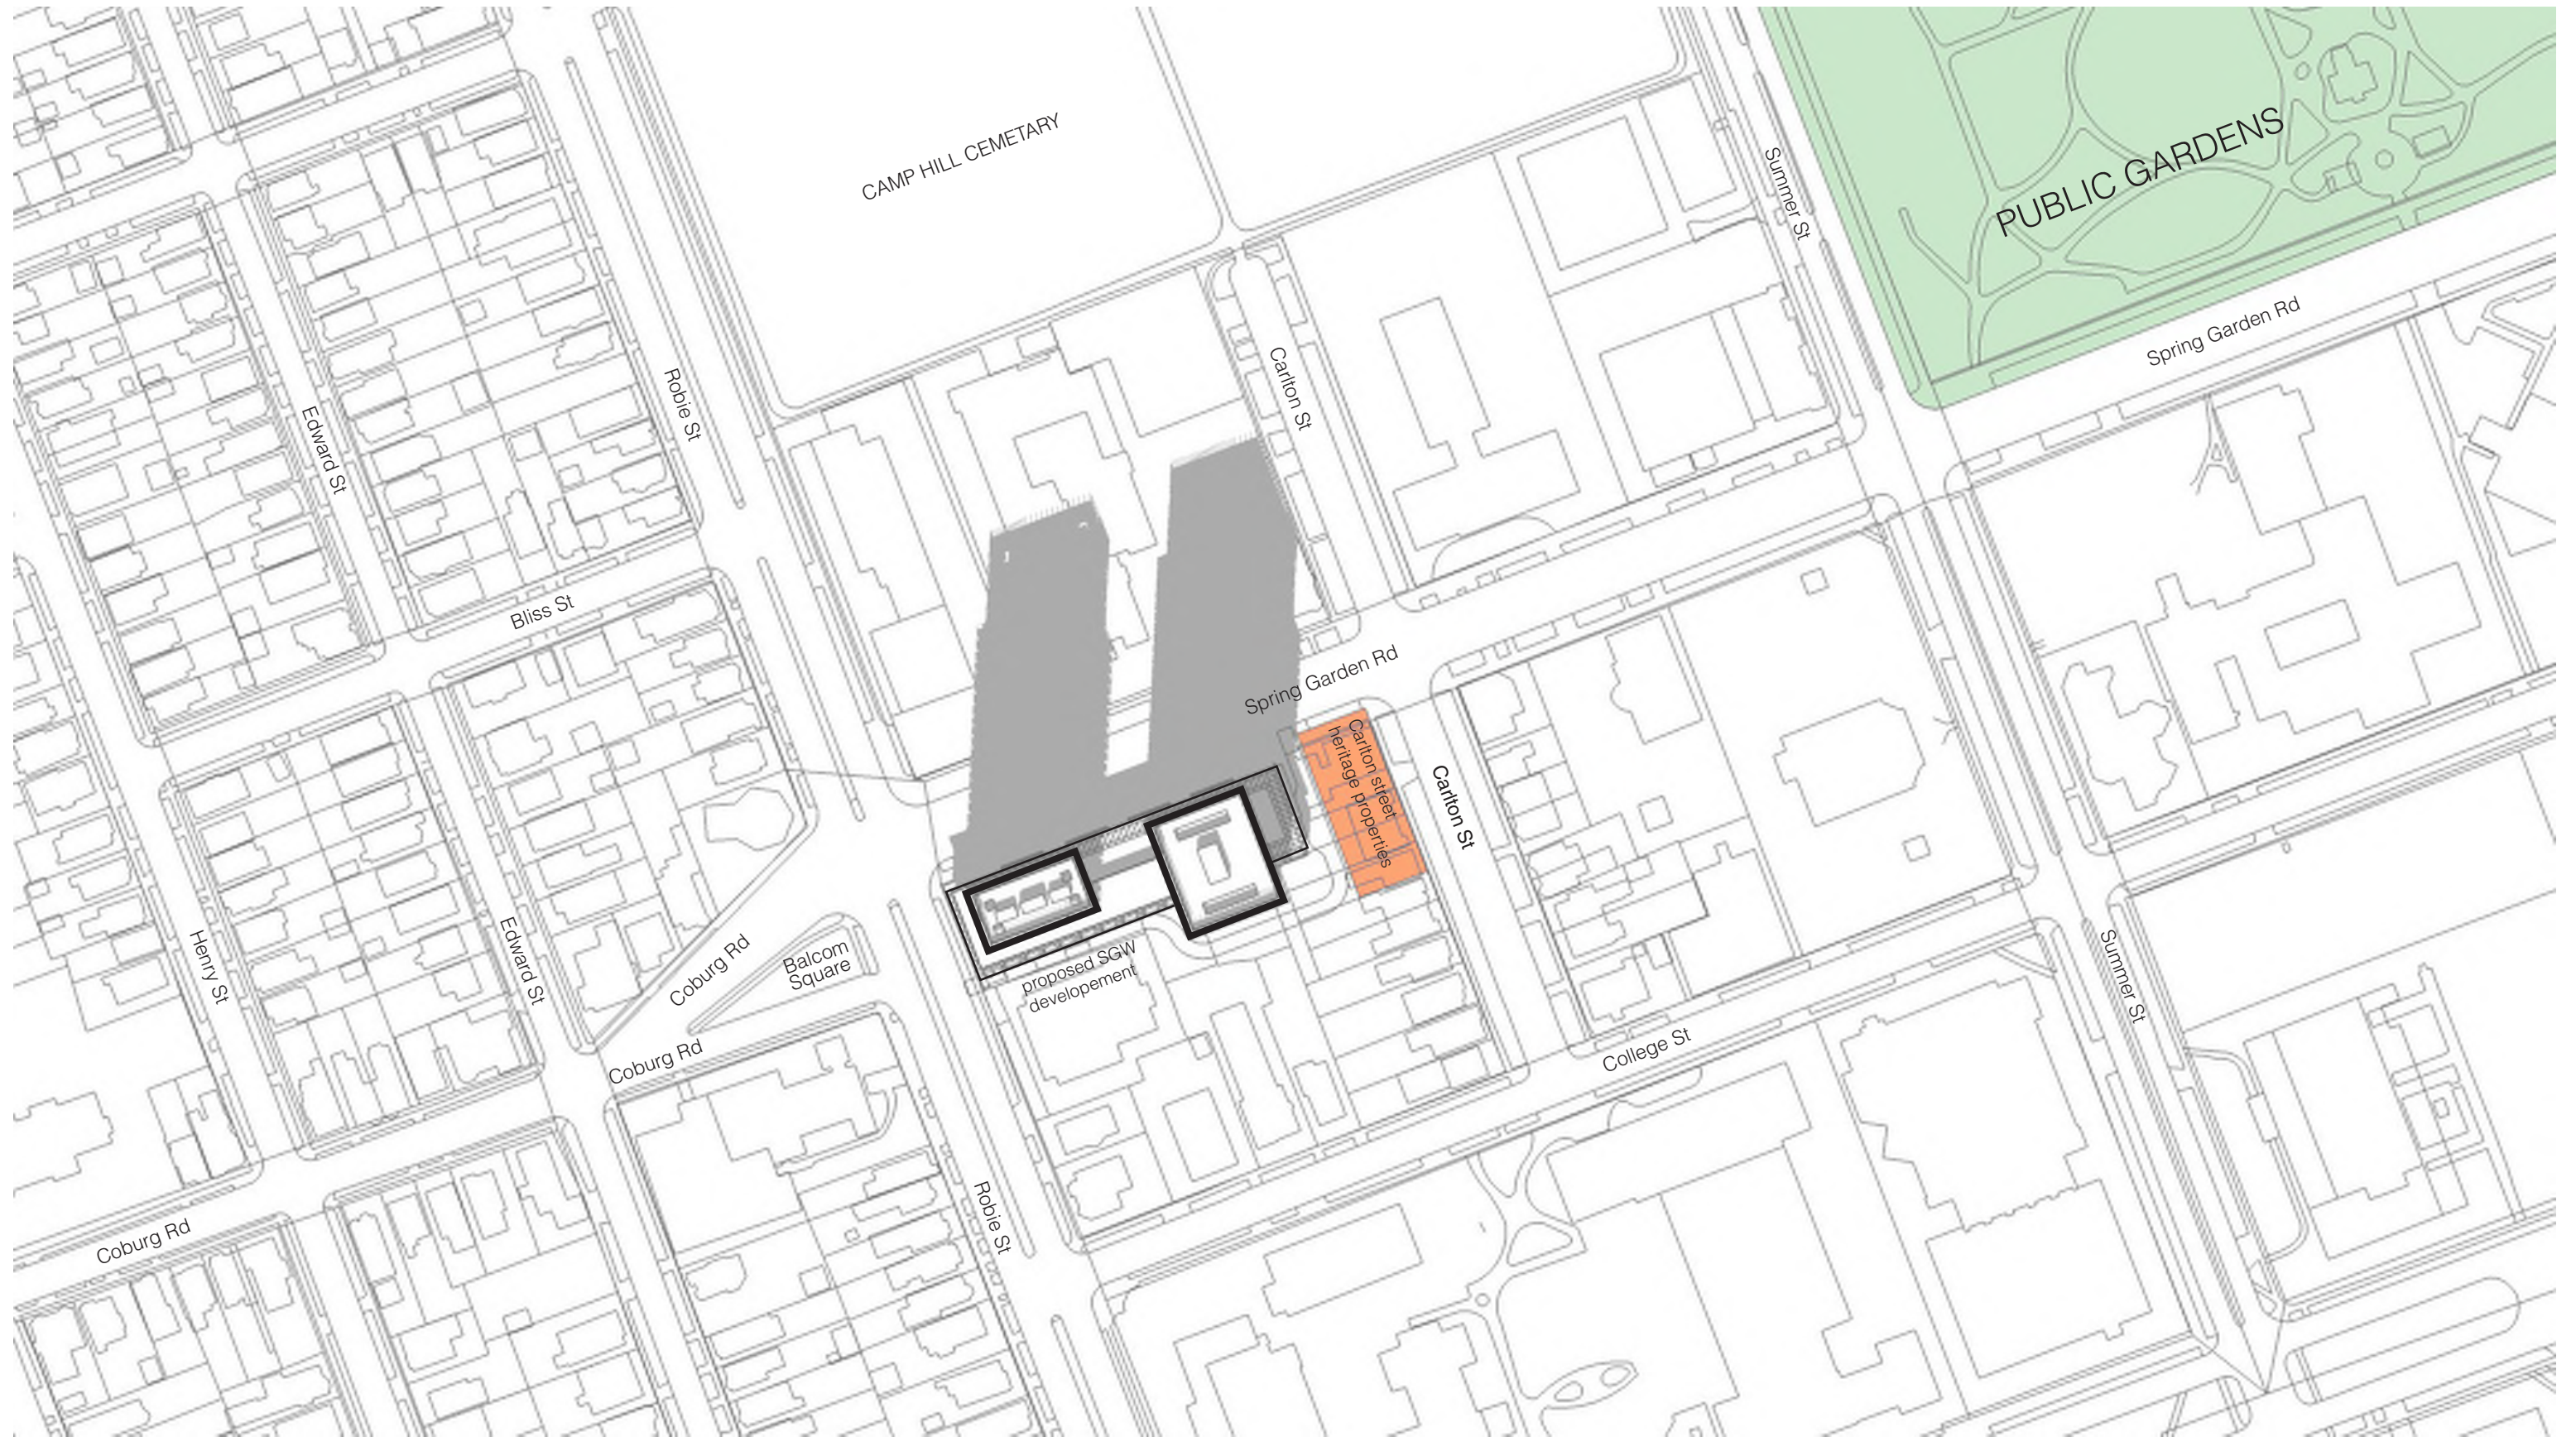 CAMP HILL CEMETARY
PUBLIC GARDENS
Summer St
Spring Garden Rd
Robie St
Carlton St
Edward St
Bliss St
Spring Garden Rd
Carlton street
heritage properties
Carlton St
Henry St
Edward St
Coburg Rd
Balcom
Square
proposed SGW
developement
Summer St
Coburg Rd
College St
Robie St
Coburg Rd